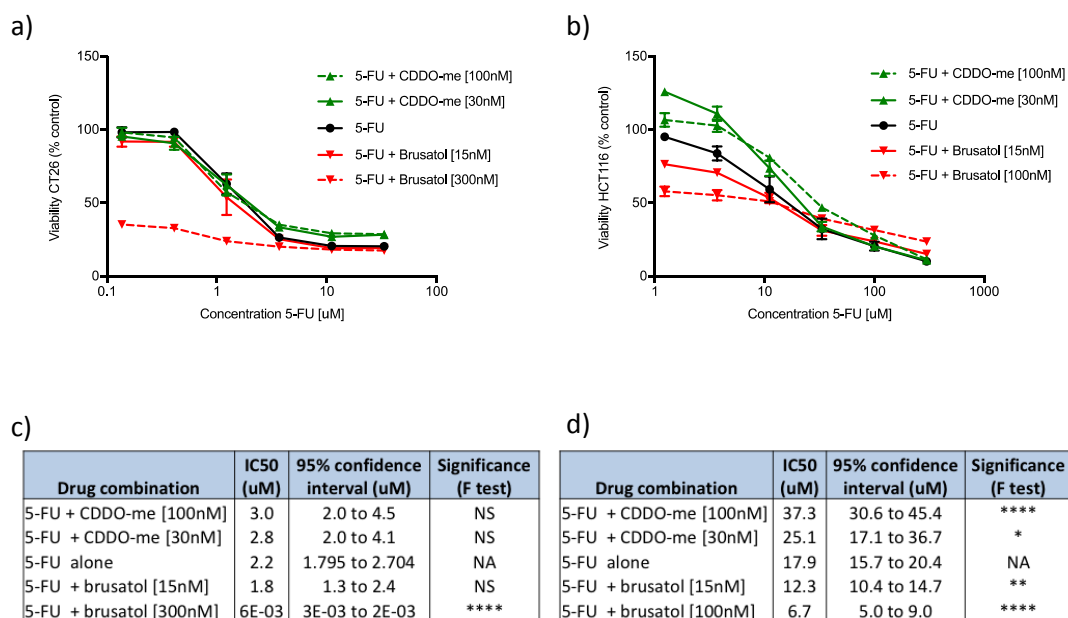 a)
150
100
50
0
0.1
1
10
100
Viability CT26 (% control)
Concentration 5-FU [uM]
5-FU + CDDO-me [100nM]
5-FU + CDDO-me [30nM]
5-FU
5-FU + Brusatol [15nM]
5-FU + Brusatol [300nM]
b)
150
100
50
0
1
10
100
1000
Viability HCT116 (% control)
Concentration 5-FU [uM]
5-FU + CDDO-me [100nM]
5-FU + CDDO-me [30nM]
5-FU
5-FU + Brusatol [15nM]
5-FU + Brusatol [100nM]
c)
Drug combination IC50 (uM) 95% confidence interval (uM) Significance (F test)
5-FU + CDDO-me [100nM] 3.0 2.0 to 4.5 NS
5-FU + CDDO-me [30nM] 2.8 2.0 to 4.1 NS
5-FU alone 2.2 1.795 to 2.704 NA
5-FU + brusatol [15nM] 1.8 1.3 to 2.4 NS
5-FU + brusatol [300nM] 6E-03 3E-03 to 2E-03 ****
d)
Drug combination IC50 (uM) 95% confidence interval (uM) Significance (F test)
5-FU + CDDO-me [100nM] 37.3 30.6 to 45.4 ****
5-FU + CDDO-me [30nM] 25.1 17.1 to 36.7 *
5-FU alone 17.9 15.7 to 20.4 NA
5-FU + brusatol [15nM] 12.3 10.4 to 14.7 **
5-FU + brusatol [100nM] 6.7 5.0 to 9.0 ****